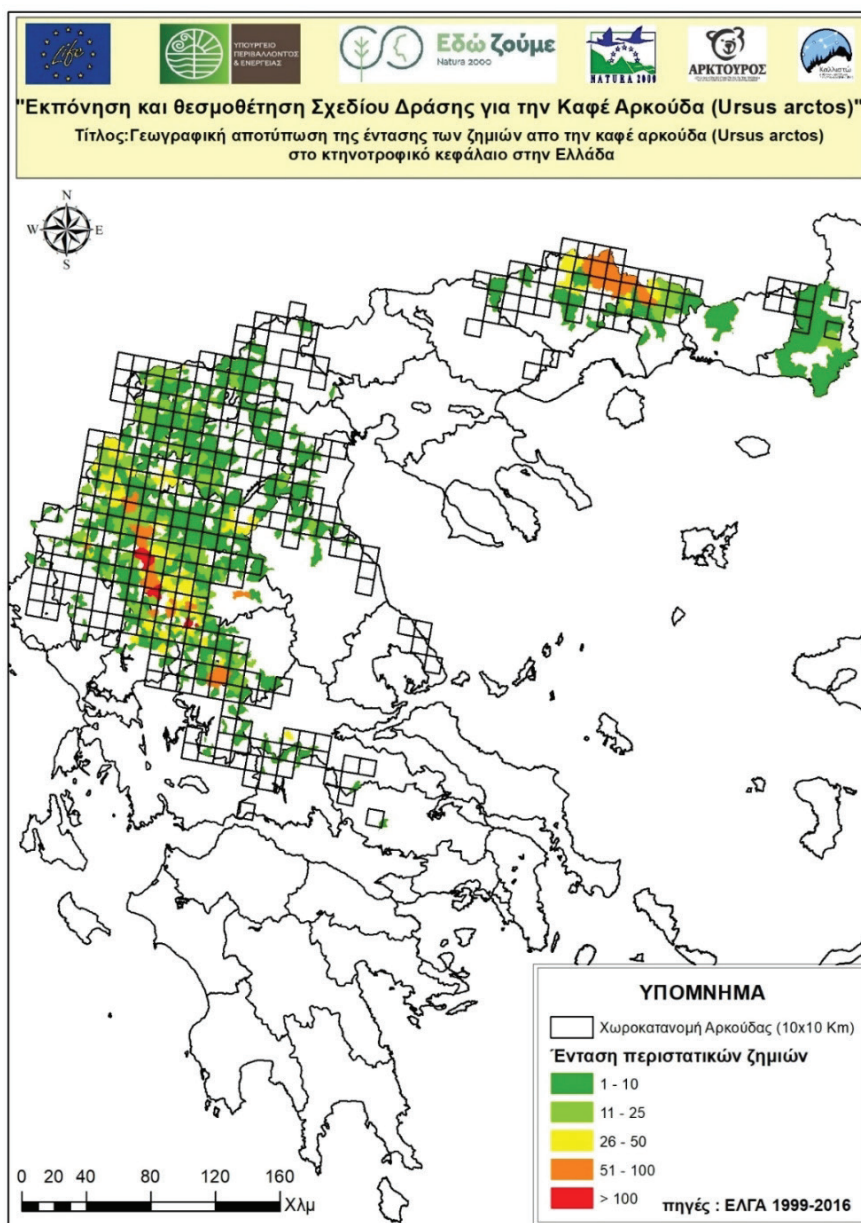 Life
ΥΠΟΥΡΓΕΙΟ
ΠΕΡΙΒΑΛΛΟΝΤΟΣ
& ΕΝΕΡΓΕΙΑΣ
Εδώ ζούμε
Natura 2000
NATURA 2000
ΑΡΚΤΟΥΡΟΣ
Καλλιστώ
"Εκπόνηση και θεσμοθέτηση Σχεδίου Δράσης για την Καφέ Αρκούδα (Ursus arctos)"
Τίτλος:Γεωγραφική αποτύπωση της έντασης των ζημιών απο την καφέ αρκούδα (Ursus arctos)
στο κτηνοτροφικό κεφάλαιο στην Ελλάδα
N
W E
S
ΥΠΟΜΝΗΜΑ
Χωροκατανομή Αρκούδας (10x10 Km)
Ένταση περιστατικών ζημιών
1 - 10
11 - 25
26 - 50
51 - 100
> 100
πηγές : ΕΛΓΑ 1999-2016
0 20 40 80 120 160
Χλμ